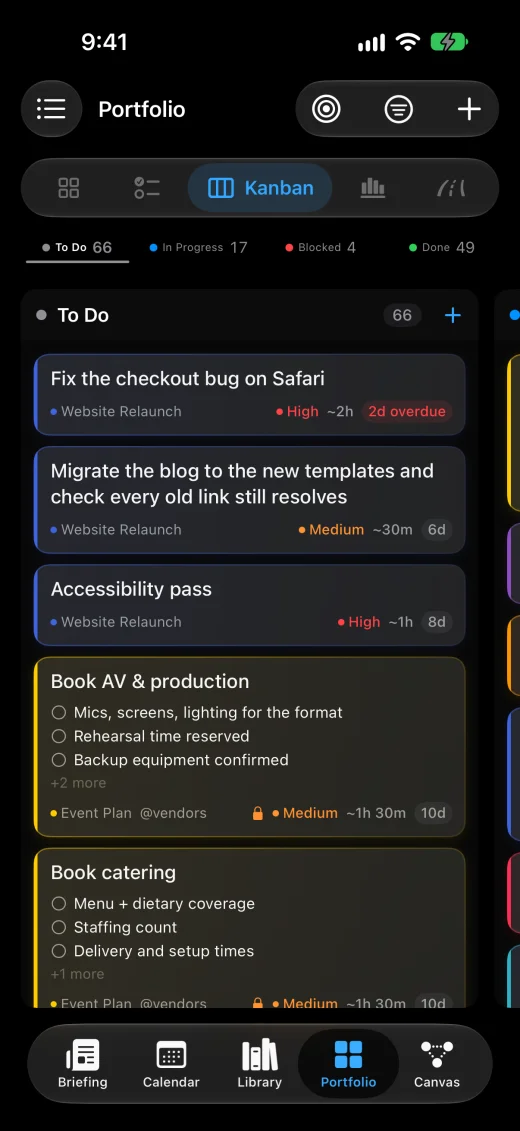 9:41
Portfolio
Kanban
To Do 66
In Progress 17
Blocked 4
Done 49
To Do
66
Fix the checkout bug on Safari
Website Relaunch
High ~2h 2d overdue
Migrate the blog to the new templates and
check every old link still resolves
Website Relaunch
Medium ~30m 6d
Accessibility pass
Website Relaunch
High ~1h 8d
Book AV & production
Mics, screens, lighting for the format
Rehearsal time reserved
Backup equipment confirmed
+2 more
Event Plan @vendors
Medium ~1h 30m 10d
Book catering
Menu + dietary coverage
Staffing count
Delivery and setup times
+1 more
Event Plan @vendors
Medium ~1h 30m 10d
Briefing
Calendar
Library
Portfolio
Canvas